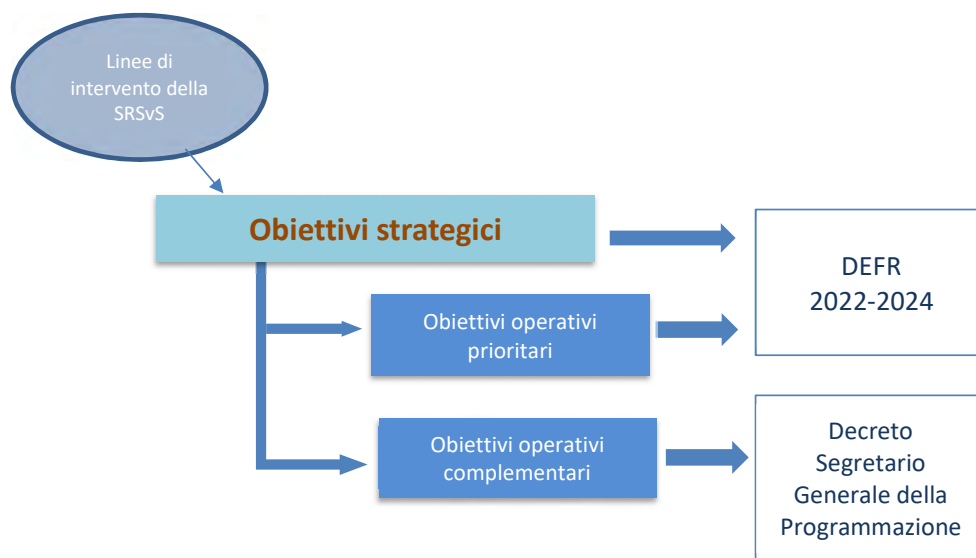 Linee di
intervento della
SRSvS
Obiettivi strategici
DEFR
2022-2024
Obiettivi operativi
prioritari
Obiettivi operativi
complementari
Decreto
Segretario
Generale della
Programmazione